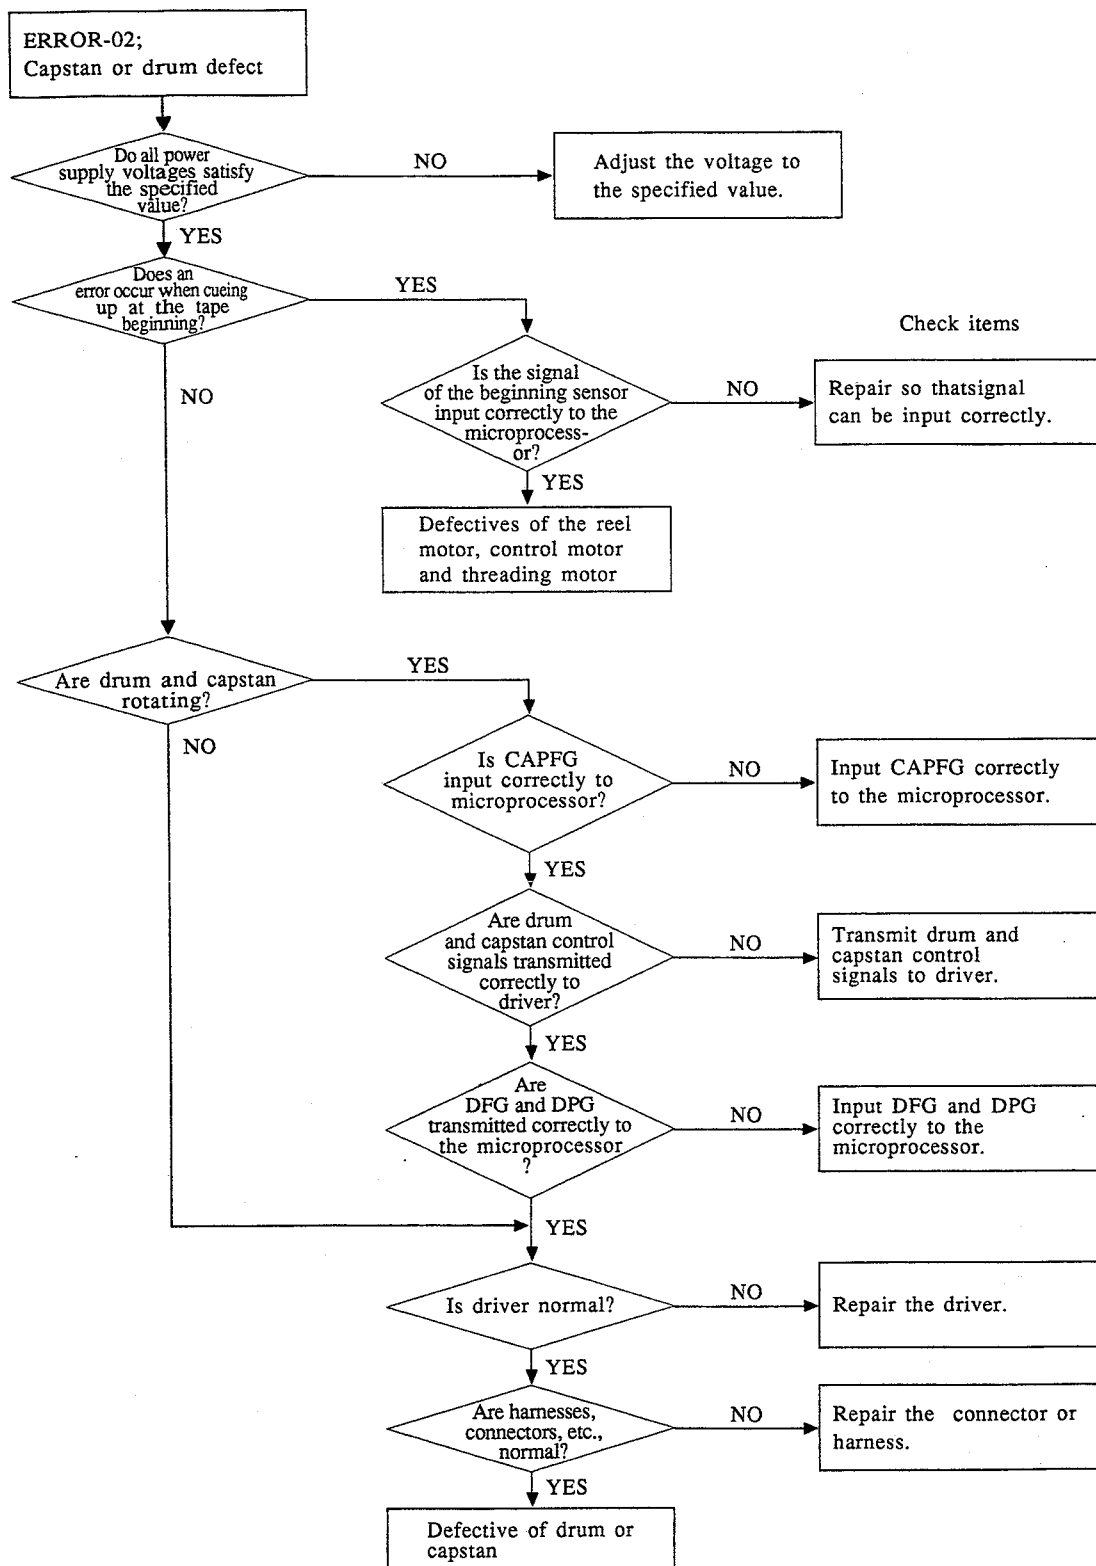 ERROR-02;
Capstan or drum defect
Do all power
supply voltages satisfy
the specified
value?
NO
Adjust the voltage to
the specified value.
YES
Does an
error occur when cueing
up at the tape
beginning?
YES
NO
Check items
Is the signal
of the beginning sensor
input correctly to the
microprocess-
or?
NO
Repair so thatsignal
can be input correctly.
YES
Defectives of the reel
motor, control motor
and threading motor
Are drum and capstan
rotating?
YES
NO
Is CAPFG
input correctly to
microprocessor?
NO
Input CAPFG correctly
to the microprocessor.
YES
Are drum
and capstan control
signals transmitted
correctly to
driver?
NO
Transmit drum and
capstan control
signals to driver.
YES
Are
DFG and DPG
transmitted correctly to
the microprocessor
?
NO
Input DFG and DPG
correctly to the
microprocessor.
YES
Is driver normal?
NO
Repair the driver.
YES
Are harnesses,
connectors, etc.,
normal?
NO
Repair the connector or
harness.
YES
Defective of drum or
capstan